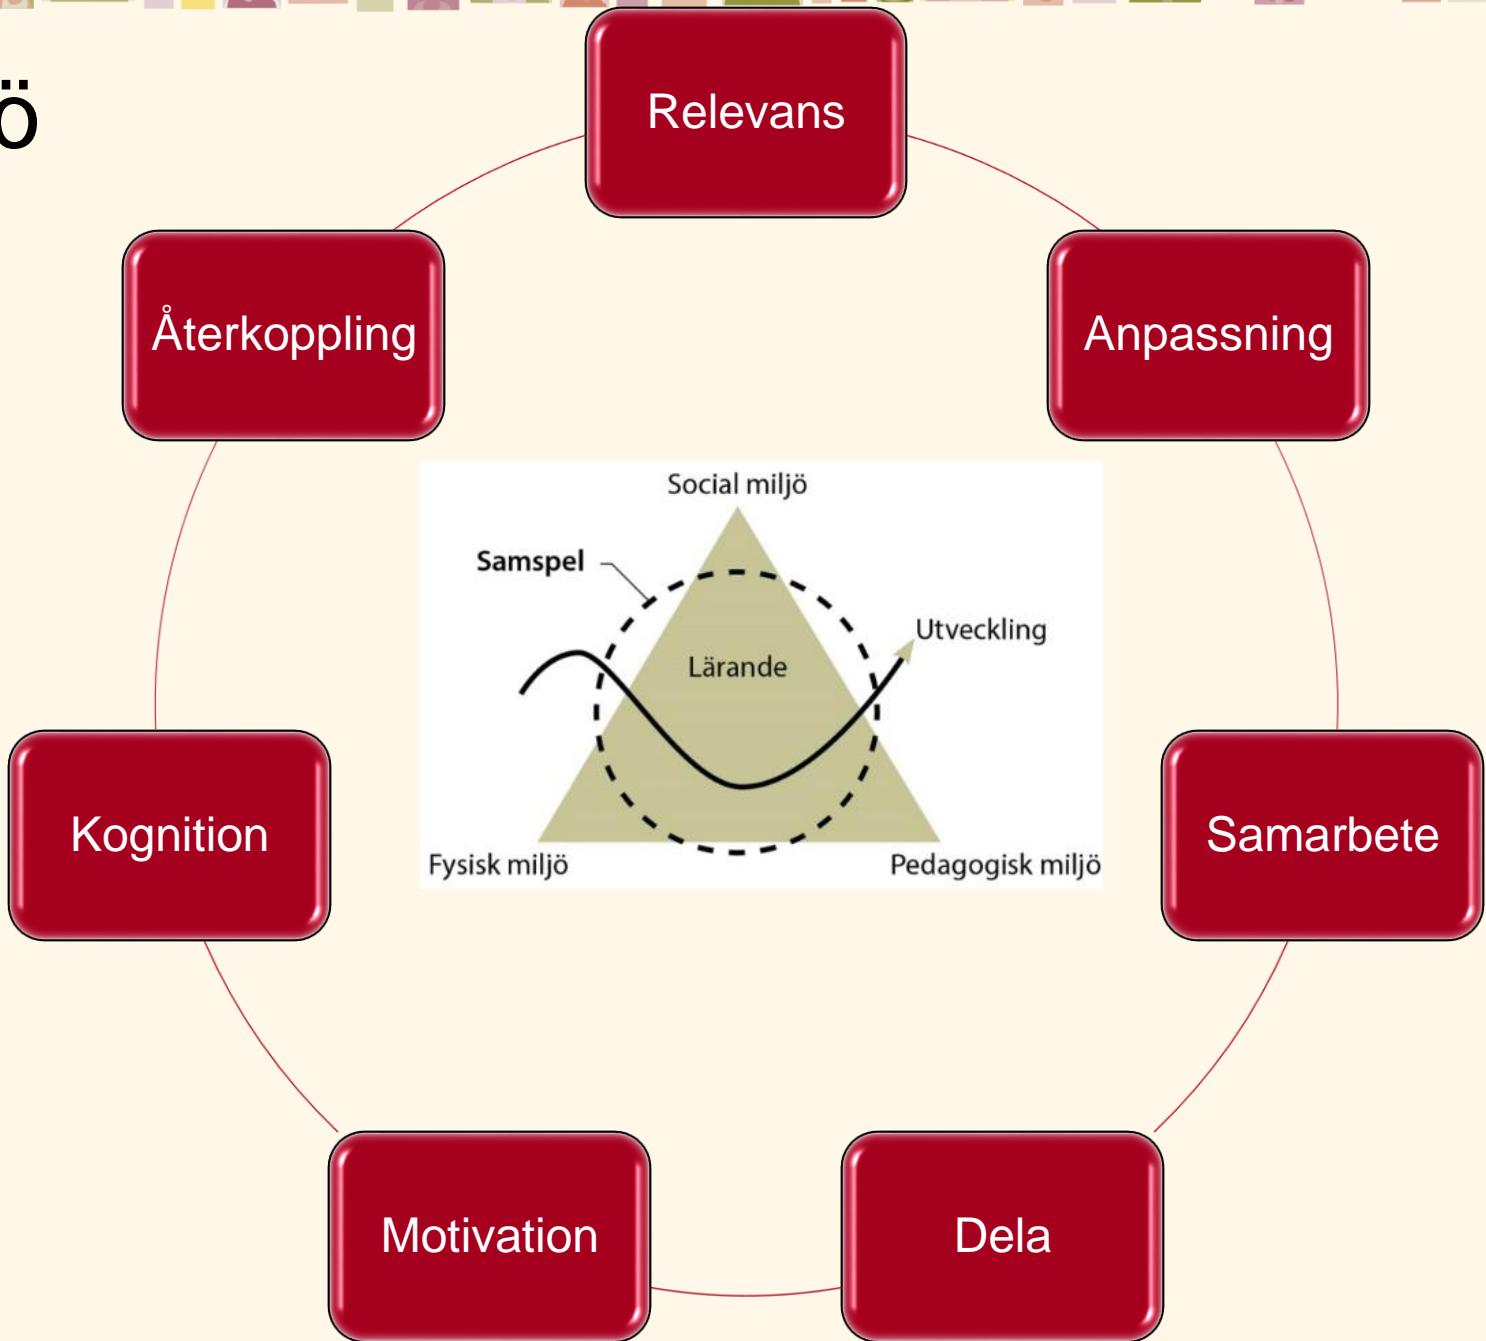 ö
Relevans
Återkoppling
Anpassning
Social miljö
Samspel
Utveckling
Lärande
Fysisk miljö
Pedagogisk miljö
Kognition
Samarbete
Motivation
Dela